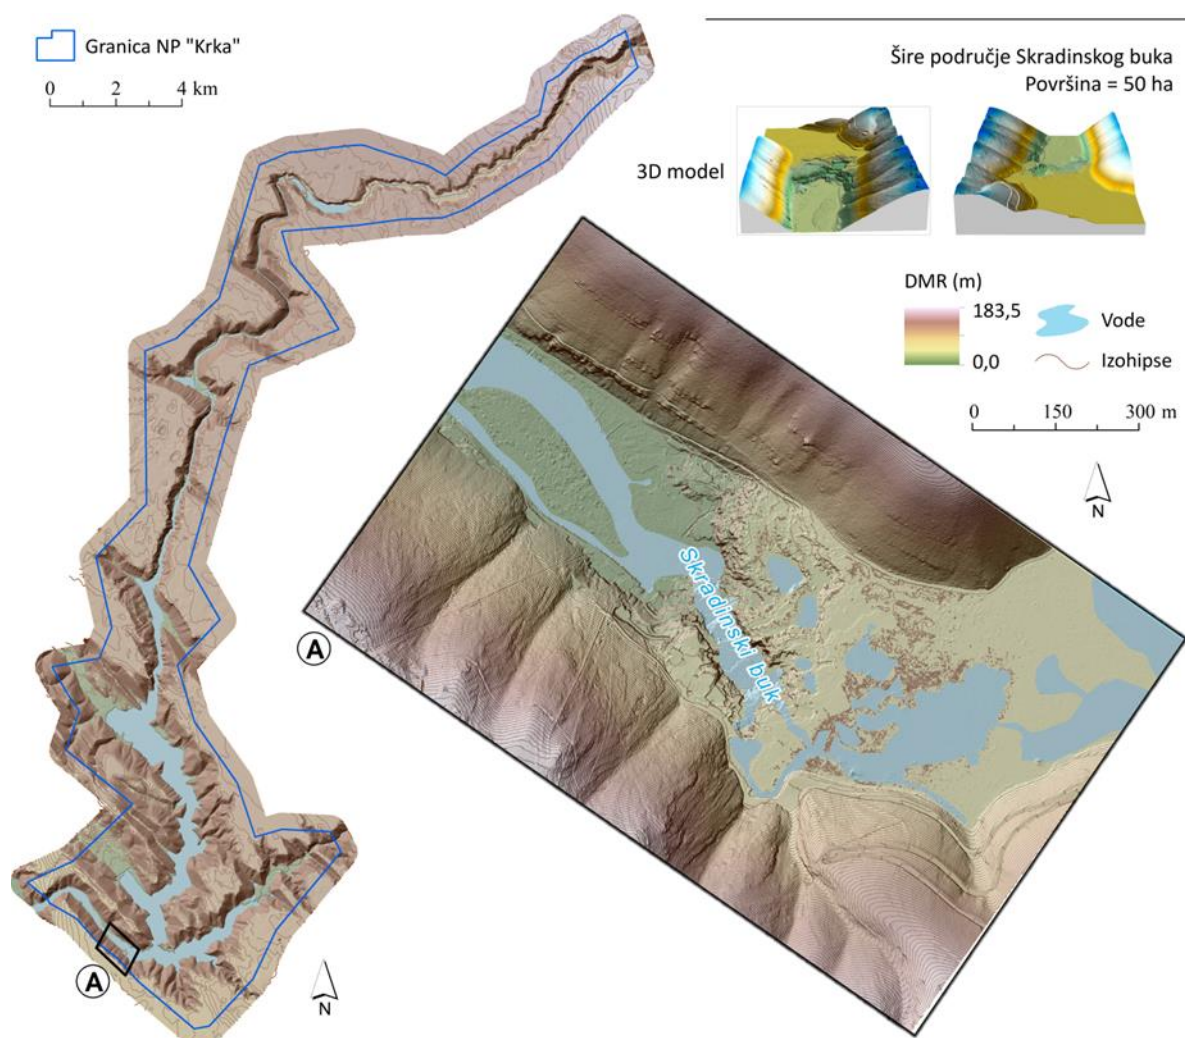 Granica NP "Krka"
0 2 4 km
Šire područje Skradinskog buka
Površina = 50 ha
3D model
DMR (m)
183,5
0,0
Vode
Izohipse
0 150 300 m
N
Skradinski buk
A
A
N